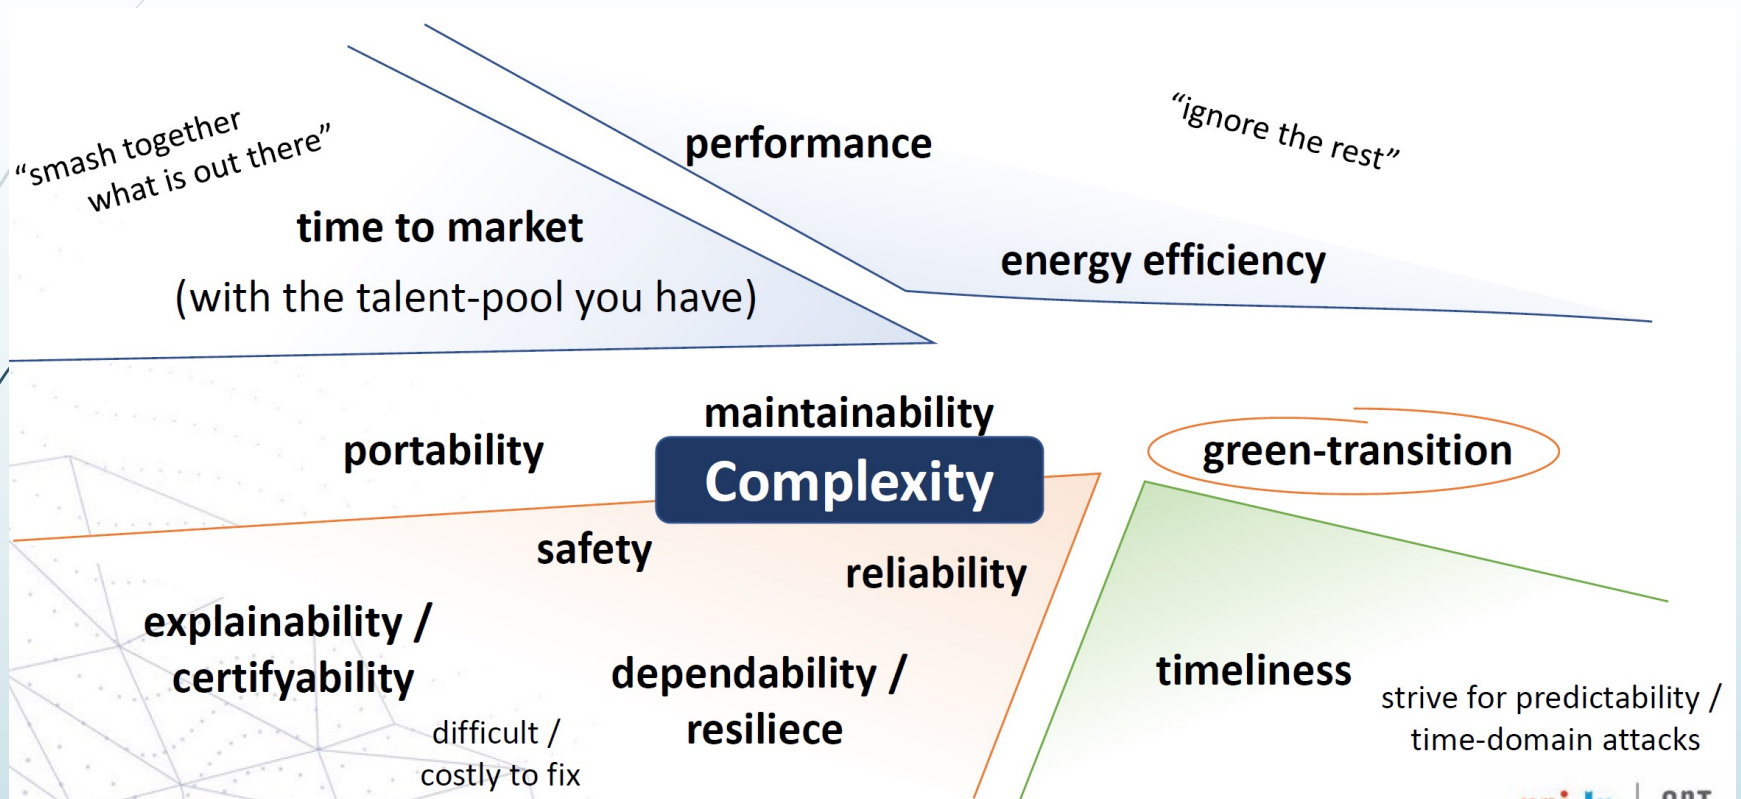 “smash together
what is out there”
performance
“ignore the rest”
time to market
(with the talent-pool you have)
energy efficiency
maintainability
portability
Complexity
green-transition
safety
reliability
explainability /
certifyability
dependability /
resiliece
difficult /
costly to fix
timeliness
strive for predictability /
time-domain attacks